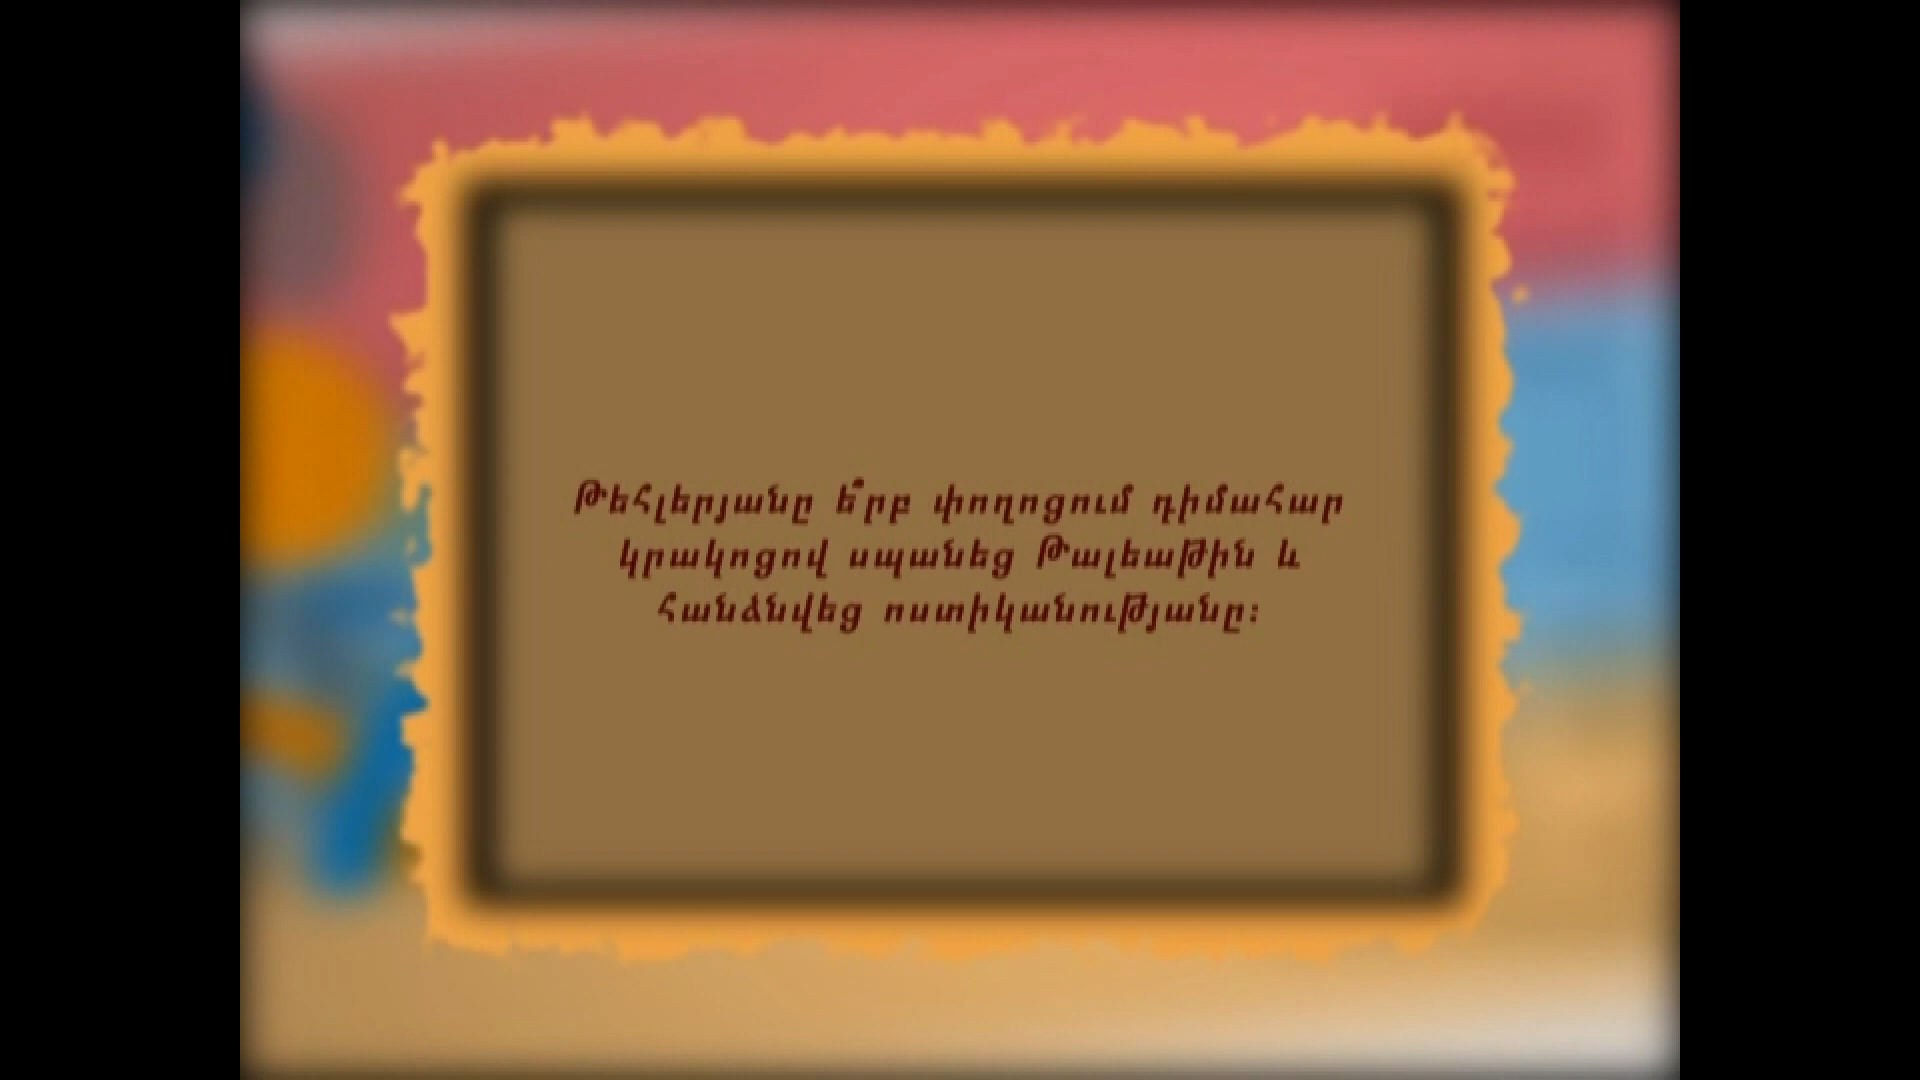 Թեհլերյանը ե՞րբ փողոցում դիմահար
կրակոցով սպանեց Թալեաթին և
հանձնվեց ոստիկանությանը։